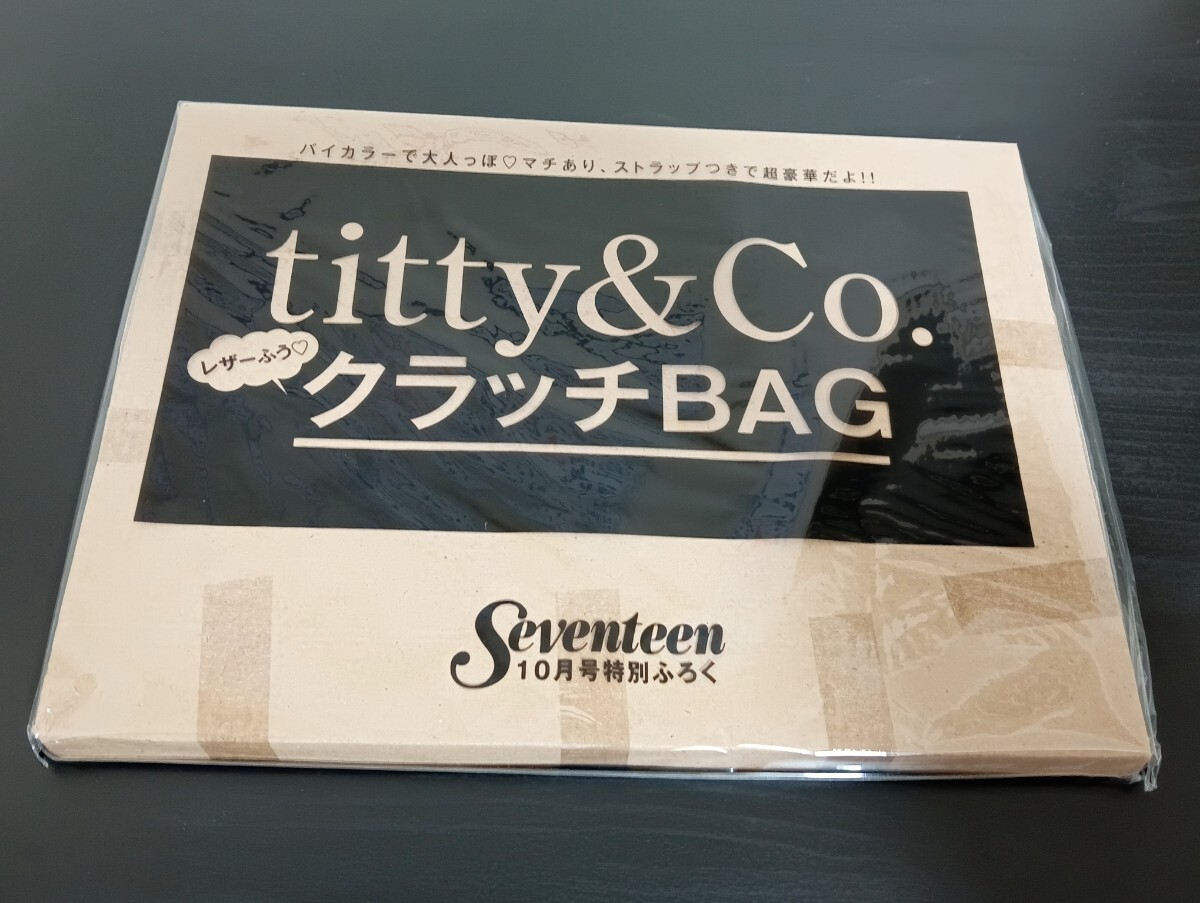 バイカラーで大人っぽ♡マチあり、ストラップつきで超豪華だよ!!
titty&Co.
レザーふう♡
クラッチBAG
Seventeen
10月号特別ふろく